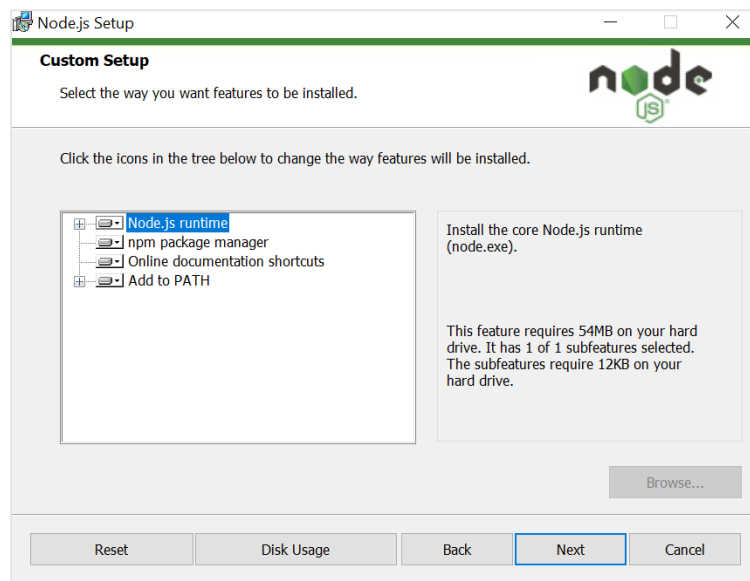 Node.js Setup
Custom Setup
Select the way you want features to be installed.
node
JS
Click the icons in the tree below to change the way features will be installed.
Node.js runtime
npm package manager
Online documentation shortcuts
Add to PATH
Install the core Node.js runtime
(node.exe).
This feature requires 54MB on your hard
drive. It has 1 of 1 subfeatures selected.
The subfeatures require 12KB on your
hard drive.
Browse...
Reset
Disk Usage
Back
Next
Cancel